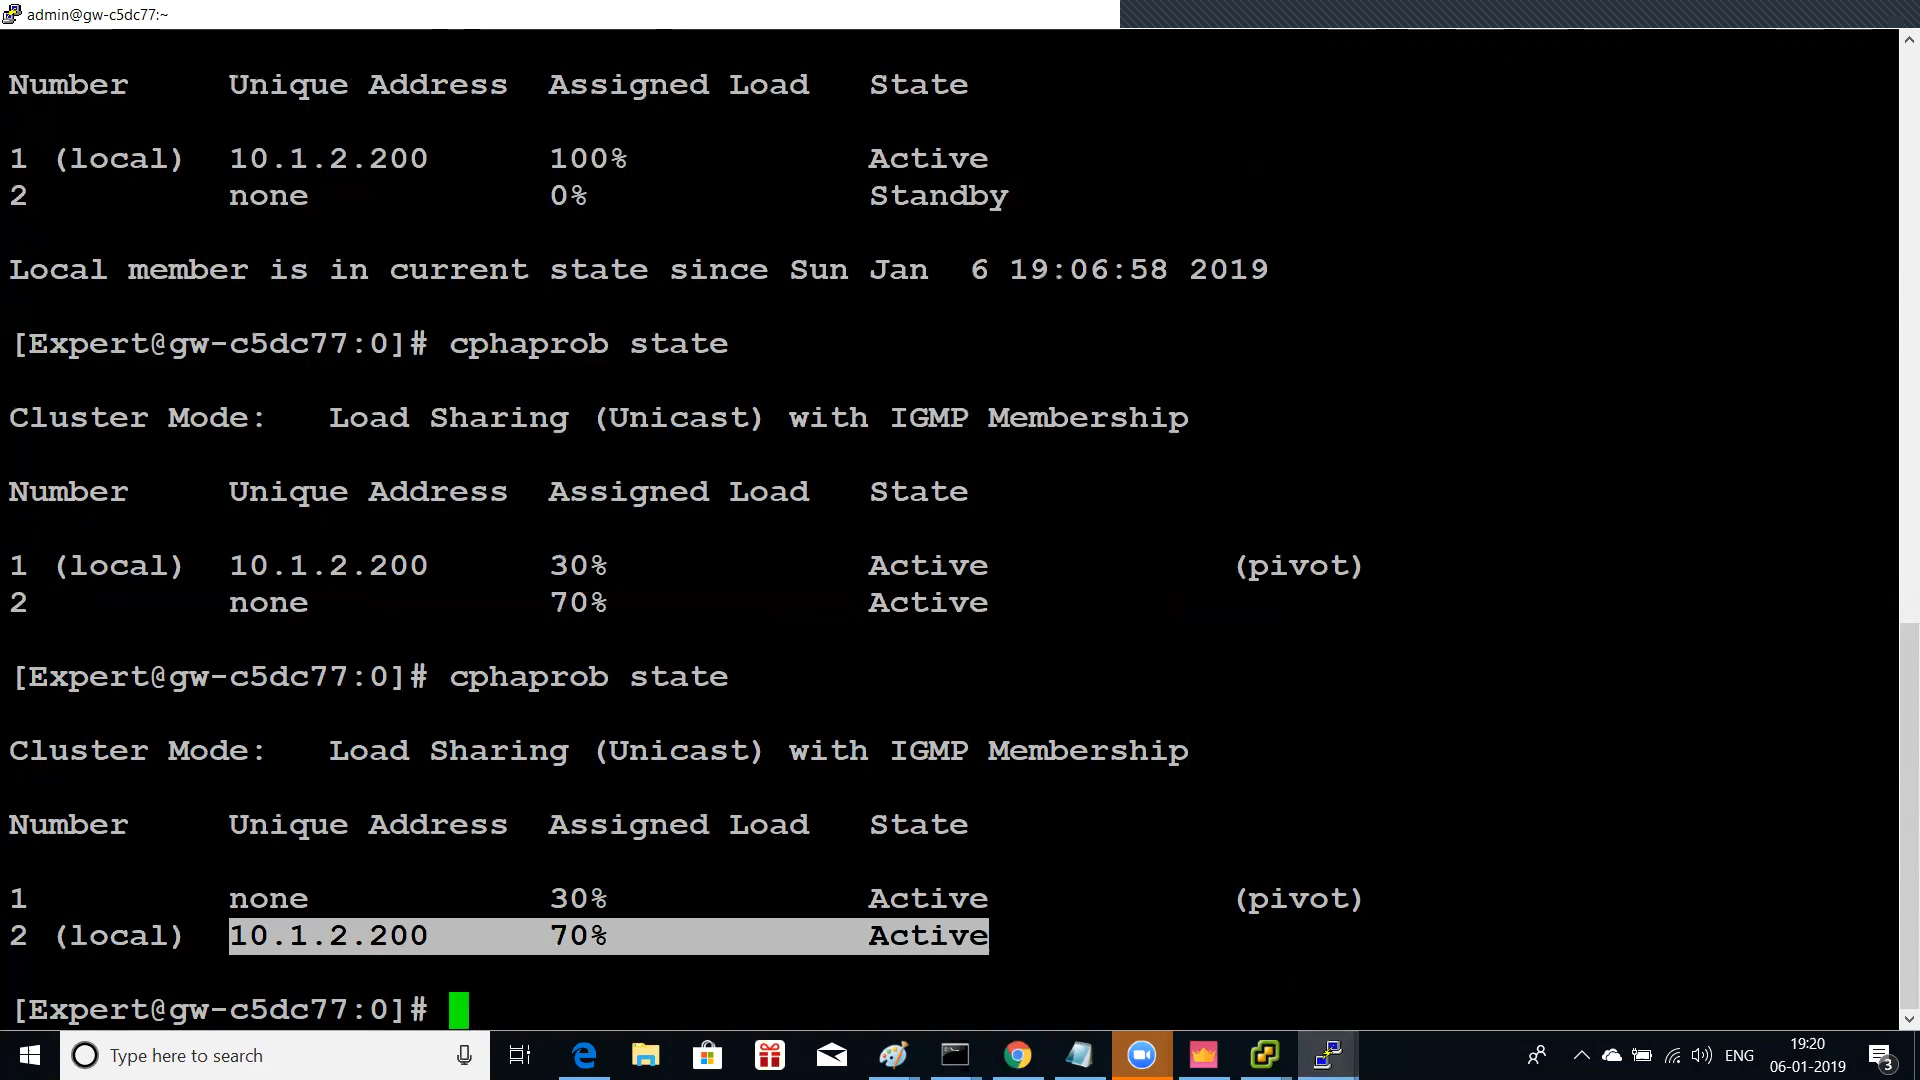 admin@gw-c5dc77:~
Number Unique Address Assigned Load State
1 (local) 10.1.2.200 100% Active
2 none 0% Standby
Local member is in current state since Sun Jan 6 19:06:58 2019
[Expert@gw-c5dc77:0]# cphaprob state
Cluster Mode: Load Sharing (Unicast) with IGMP Membership
Number Unique Address Assigned Load State
1 (local) 10.1.2.200 30% Active (pivot)
2 none 70% Active
[Expert@gw-c5dc77:0]# cphaprob state
Cluster Mode: Load Sharing (Unicast) with IGMP Membership
Number Unique Address Assigned Load State
1 none 30% Active (pivot)
2 (local) 10.1.2.200 70% Active
[Expert@gw-c5dc77:0]#
Type here to search
ENG
19:20
06-01-2019
3